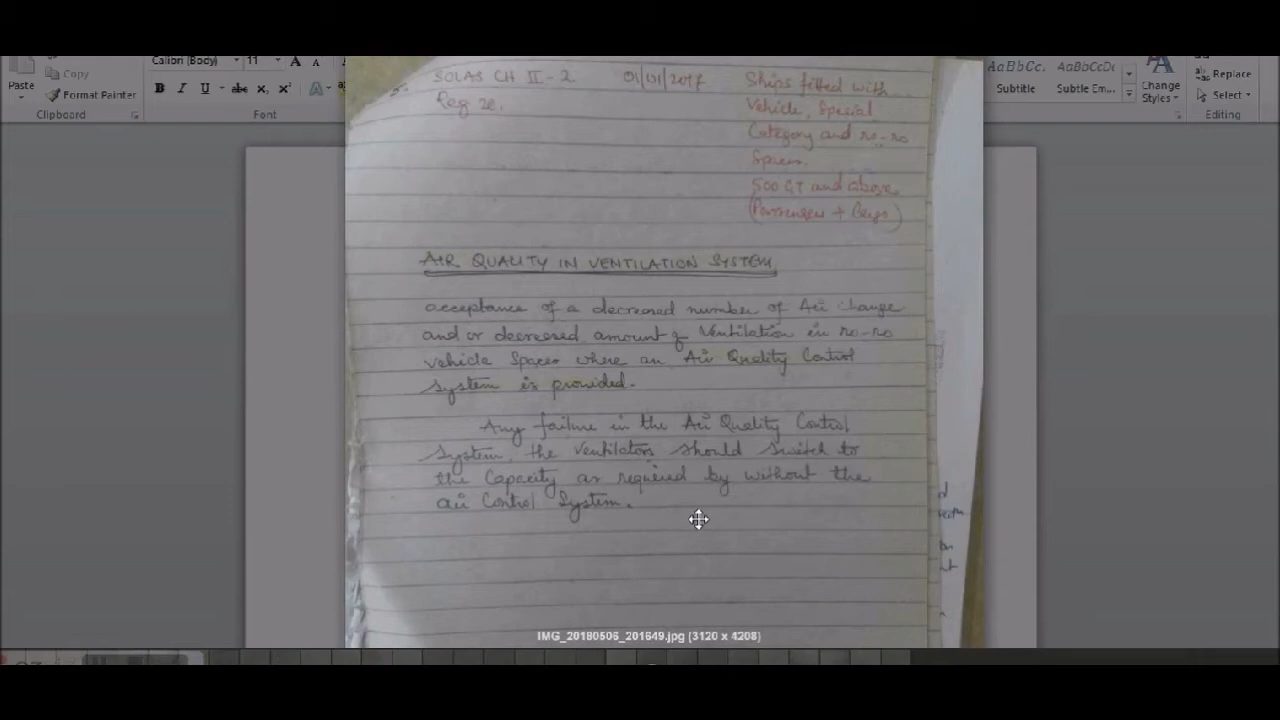 Copy
Paste
Format Painter
Clipboard
Calibri (Body)
11
B I U
Font
AaBbCc.
AaBbCcDc
Subtitle
Subtle Em...
Change
Styles
Replace
Select
Editing
SOLAS CH II-2
01/01/2017
Ships fitted with
Reg 20.
Vehicle, Special
Category and ro-ro
Spaces.
500 GT and above.
(Passenger + Cargo)
AIR QUALITY IN VENTILATION SYSTEM
acceptance of a decreased number of Air change
and/or decreased amount of Ventilation in ro-ro
vehicle Spaces where an Air Quality Control
System is provided.
Any failure in the Air Quality Control
System, the Ventilators should switch to
the Capacity as required by without the
air Control System.
IMG_20180506_201649.jpg (3120 x 4208)